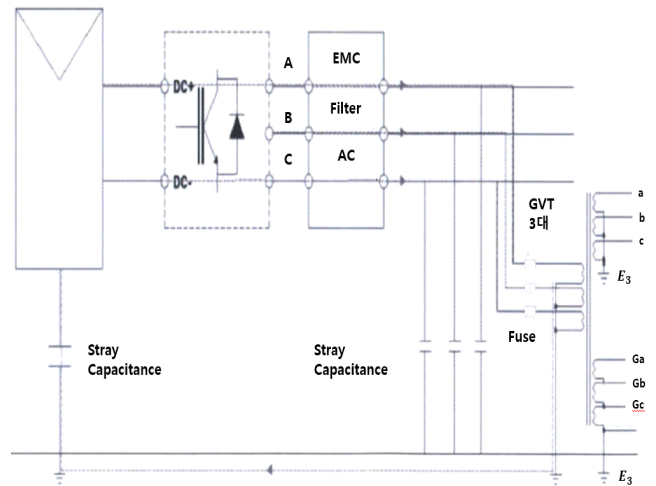 DC+
DC-
A
B
C
EMC
Filter
AC
GVT
3대
a
b
c
E₃
Fuse
Stray
Capacitance
Stray
Capacitance
Ga
Gb
Gc
E₃